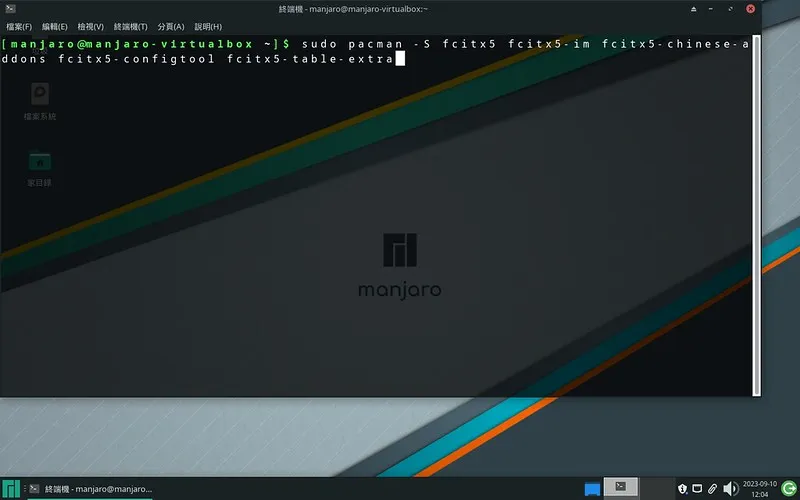 終端機 - manjaro@manjaro-virtualbox:~
檔案(F) 編輯(E) 檢視(V) 終端機(T) 分頁(A) 說明(H)
[manjaro@manjaro-virtualbox ~]$ sudo pacman -S fcitx5 fcitx5-im fcitx5-chinese-a
ddons fcitx5-configtool fcitx5-table-extra
檔案系統
家目錄
manjaro
終端機 - manjaro@manjaro...
2023-09-10
12:04